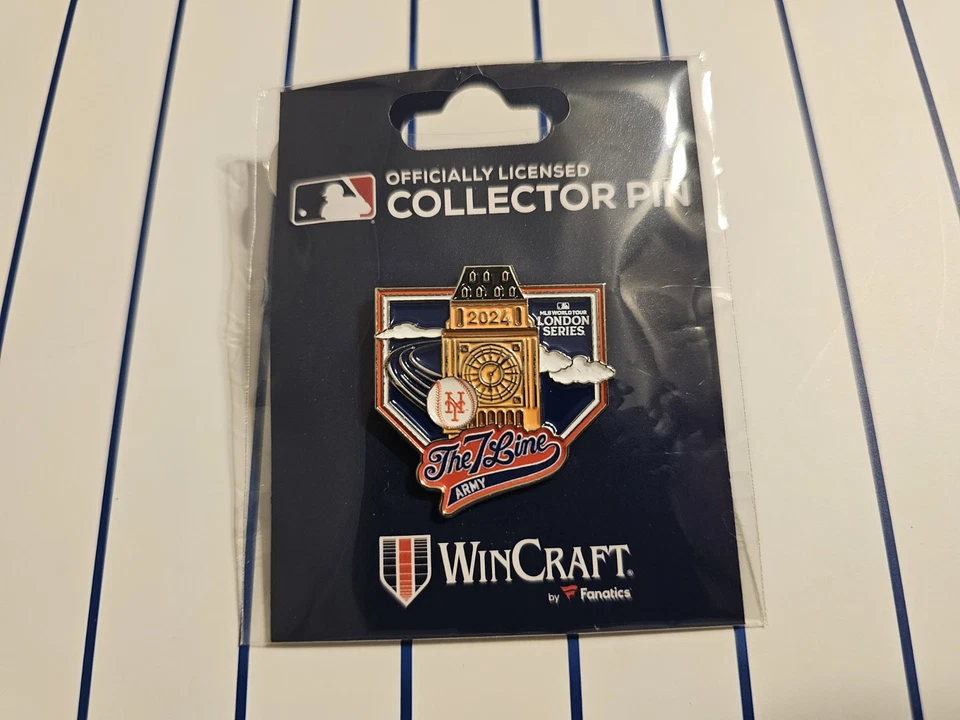 OFFICIALLY LICENSED
COLLECTOR PIN
2024
MLB WORLD TOUR
LONDON
SERIES
NY
The 7 Line
ARMY
WINCRAFT®
by Fanatics